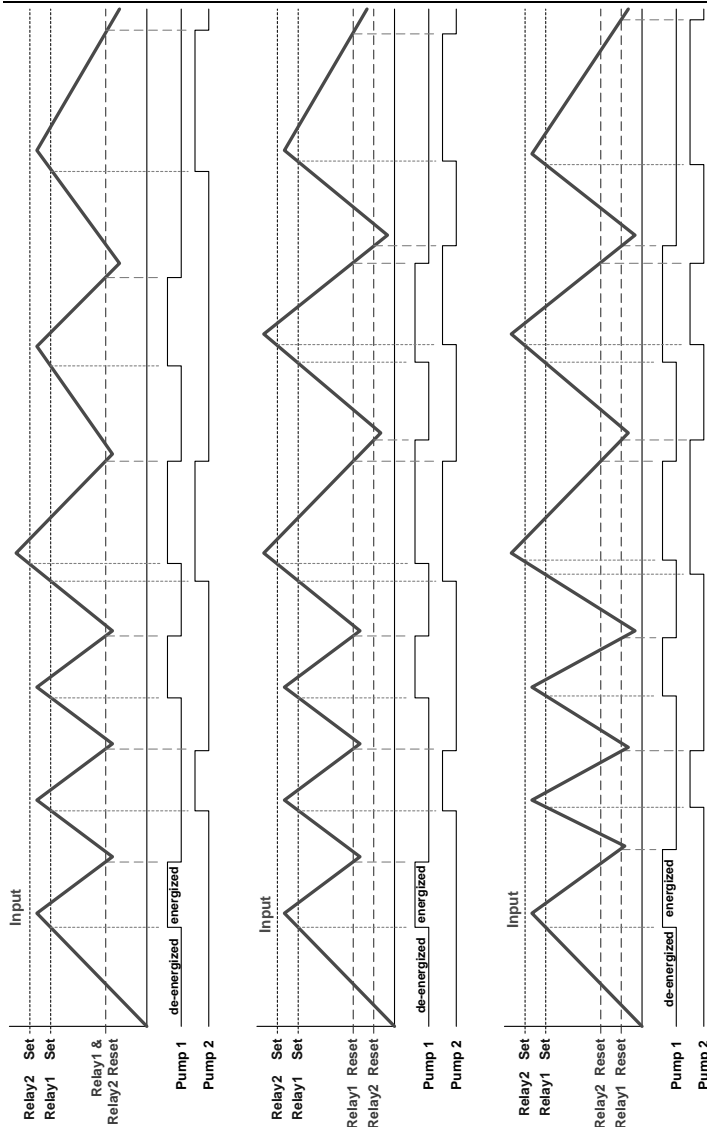 Input
Relay2 Set
Relay1 Set
Relay1 &
Relay2 Reset
de-energized energized
Pump 1
Pump 2
Input
Relay2 Set
Relay1 Set
Relay1 Reset
Relay2 Reset
de-energized energized
Pump 1
Pump 2
Input
Relay2 Set
Relay1 Set
Relay2 Reset
Relay1 Reset
de-energized energized
Pump 1
Pump 2